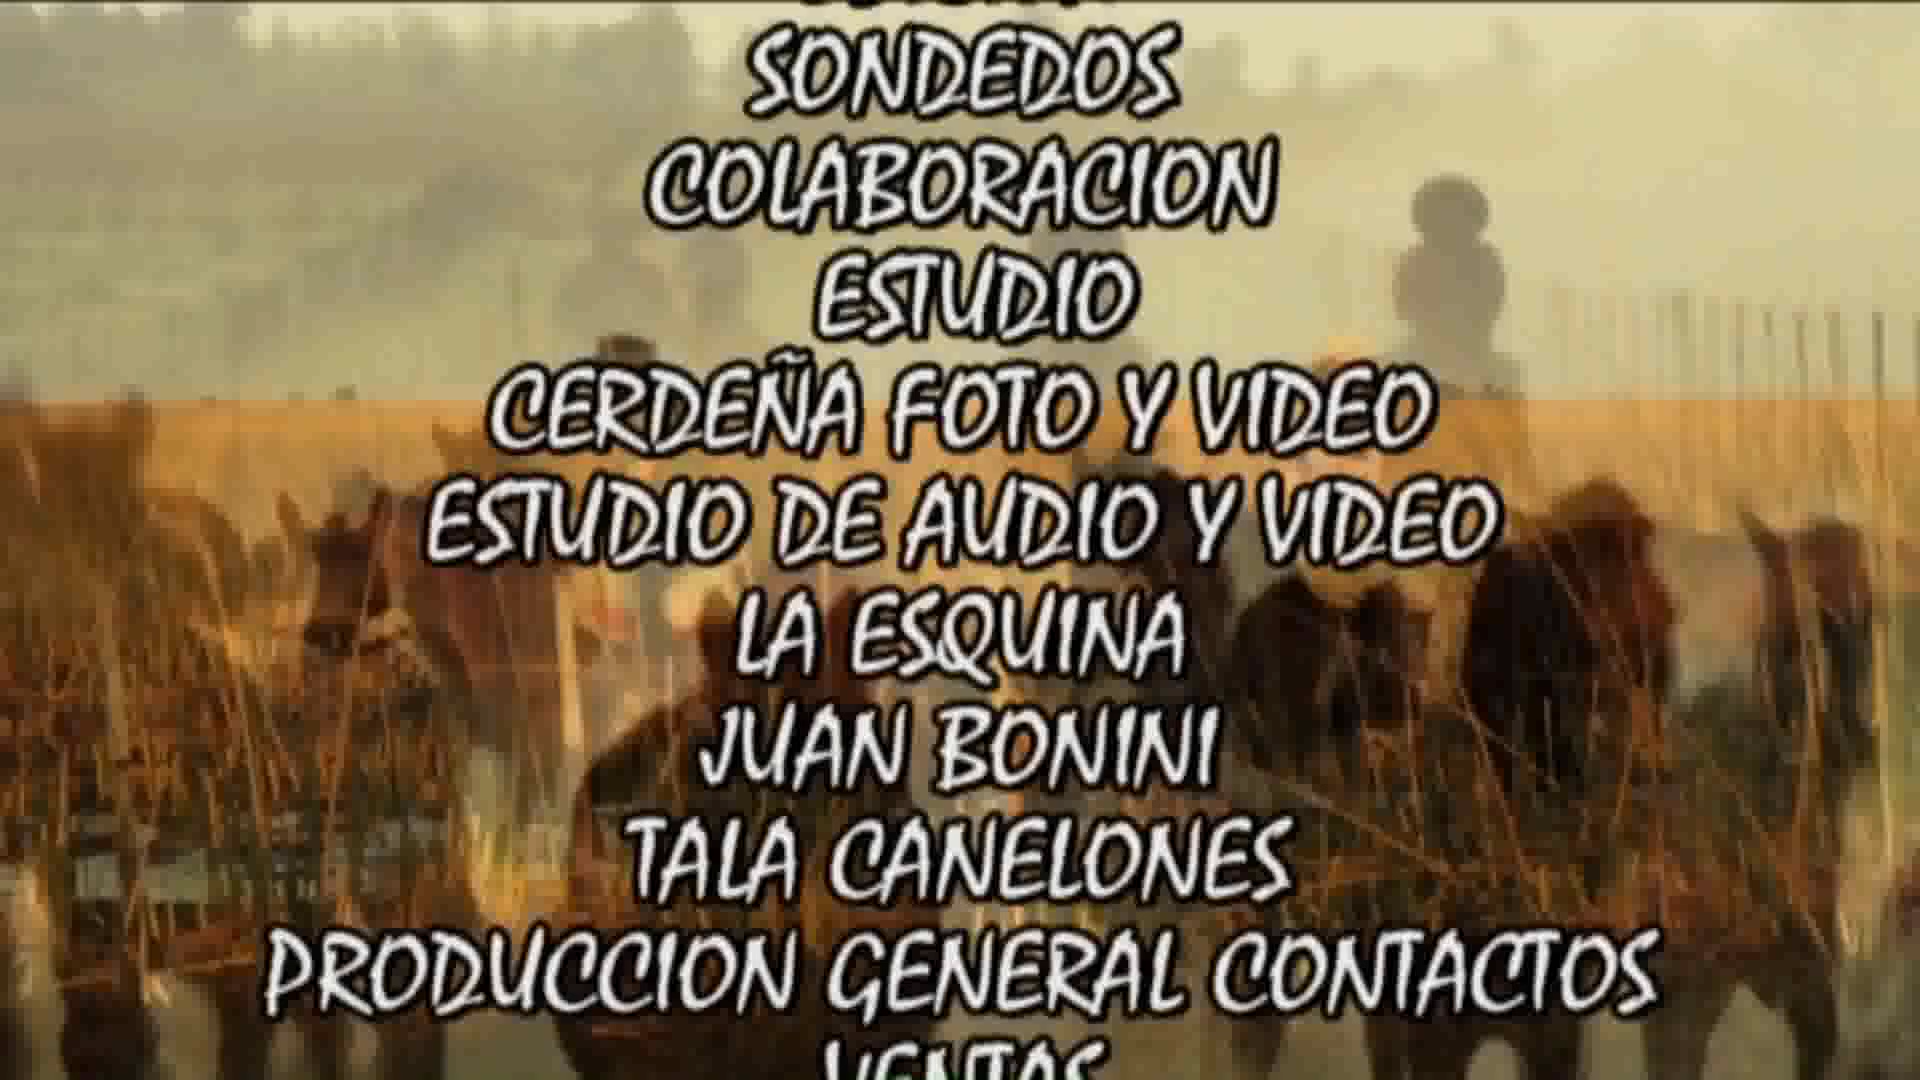 SONDEDOS
COLABORACION
ESTUDIO
CERDEÑA FOTO Y VIDEO
ESTUDIO DE AUDIO Y VIDEO
LA ESQUINA
JUAN BONINI
TALA CANELONES
PRODUCCION GENERAL CONTACTOS
VENTAS